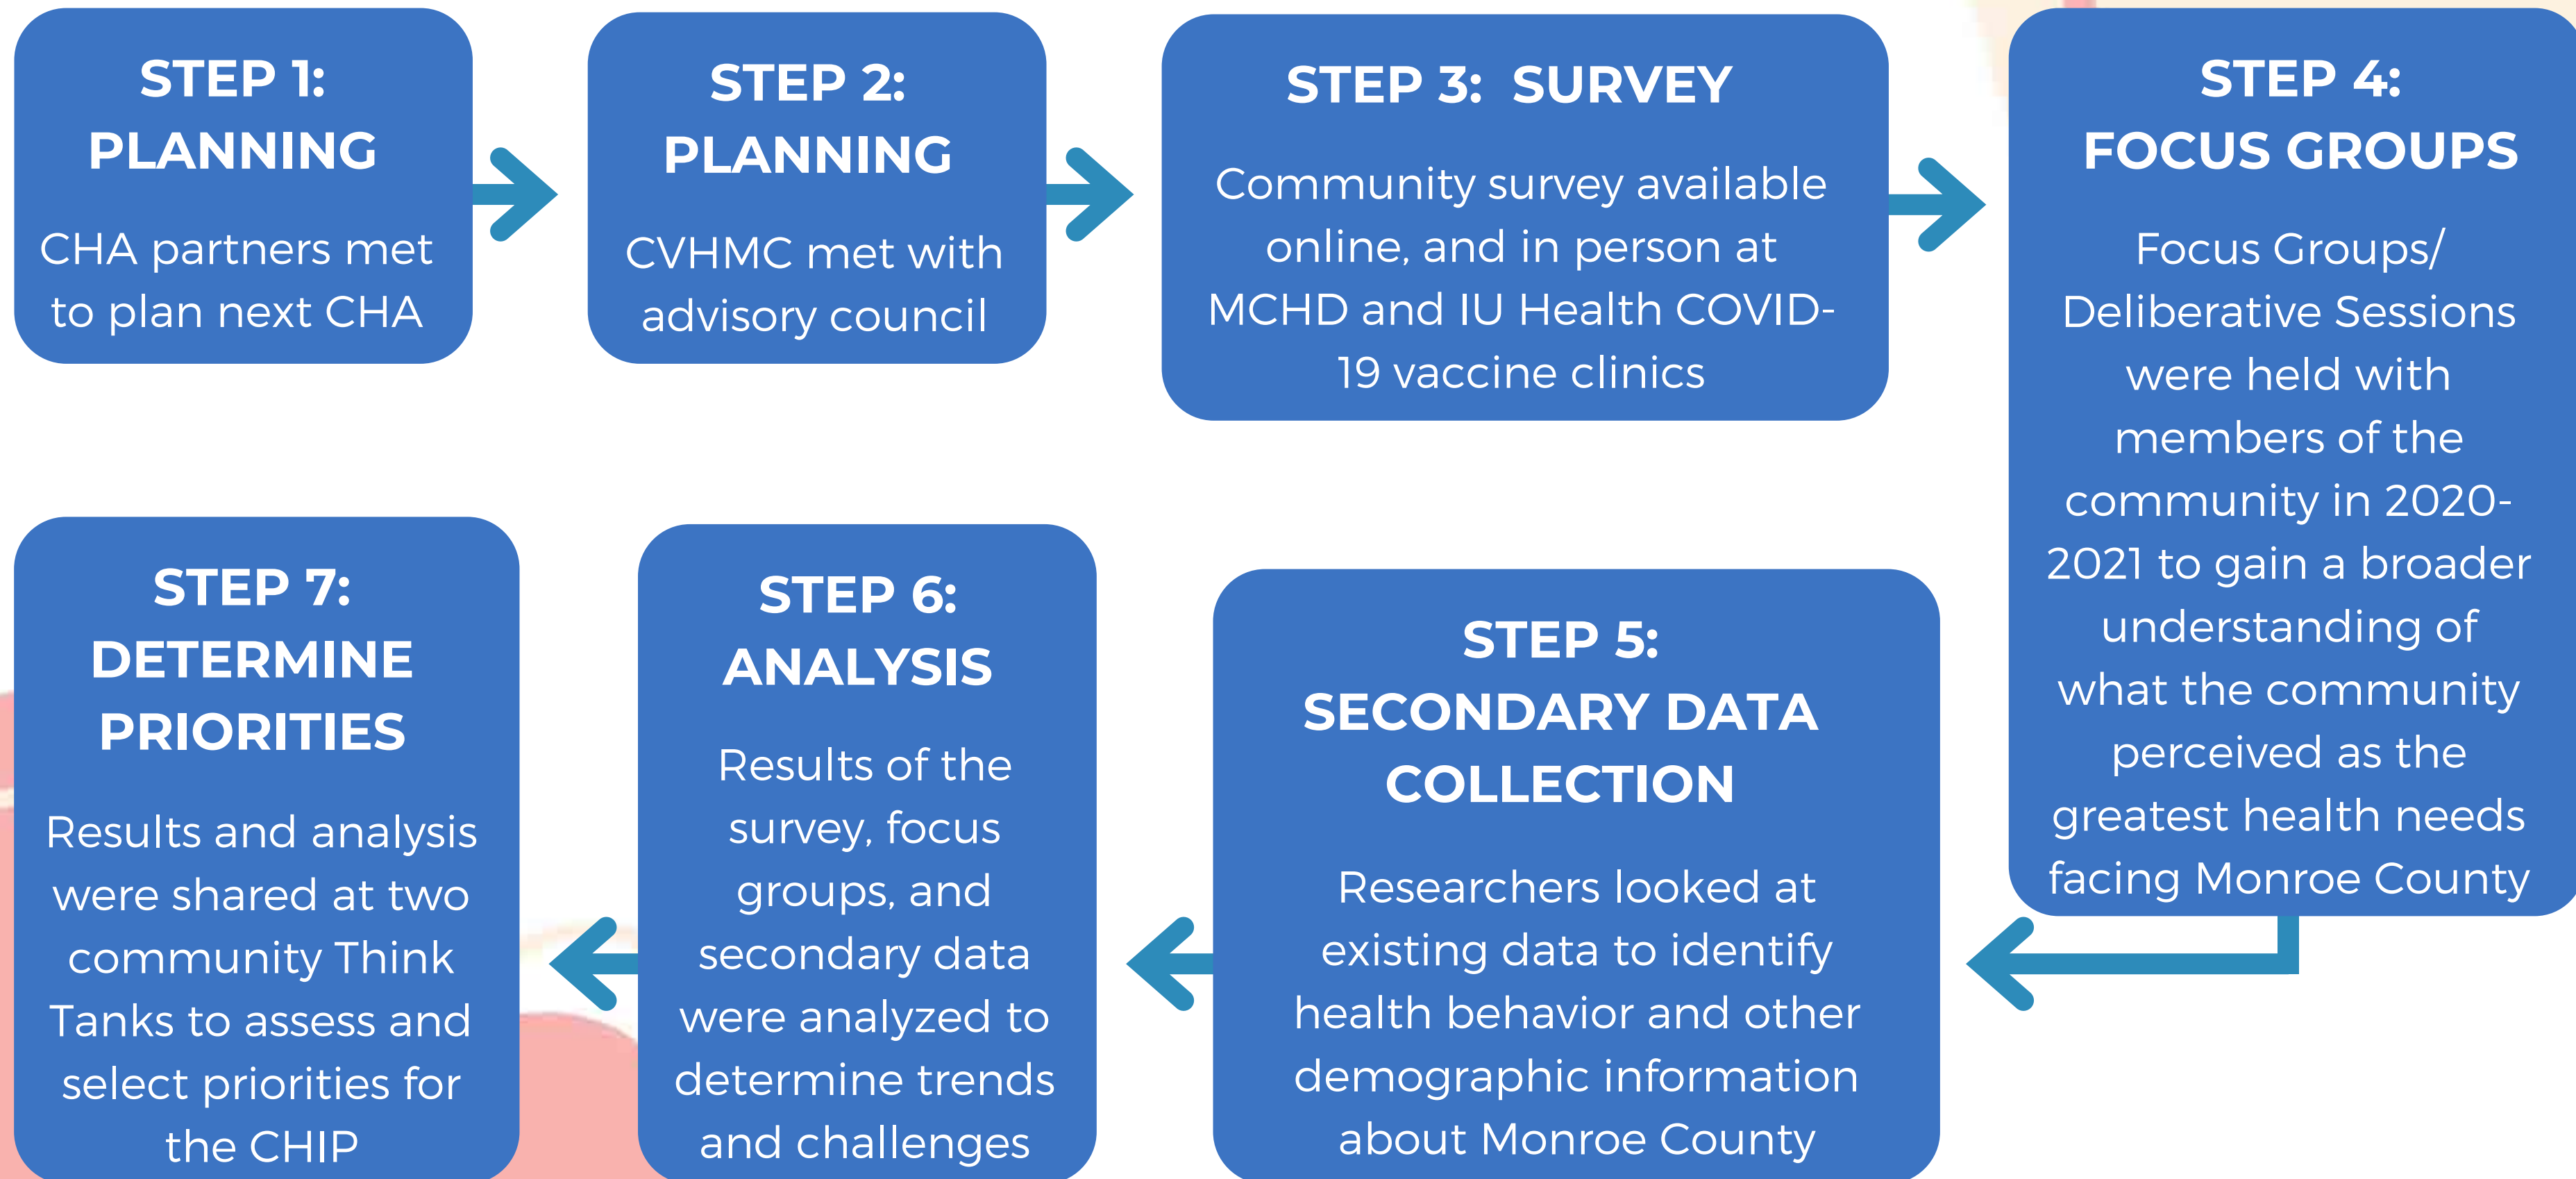 STEP 1:
PLANNING
CHA partners met
to plan next CHA
STEP 2:
PLANNING
CVHMC met with
advisory council
STEP 3:  SURVEY
Community survey available
online, and in person at
MCHD and IU Health COVID-
19 vaccine clinics
STEP 4:
FOCUS GROUPS
Focus Groups/
Deliberative Sessions
were held with
members of the
community in 2020-
2021 to gain a broader
understanding of
what the community
perceived as the
greatest health needs
facing Monroe County
STEP 5:
SECONDARY DATA
COLLECTION
Researchers looked at
existing data to identify
health behavior and other
demographic information
about Monroe County
STEP 6:
ANALYSIS
Results of the
survey, focus
groups, and
secondary data
were analyzed to
determine trends
and challenges
STEP 7:
DETERMINE
PRIORITIES
Results and analysis
were shared at two
community Think
Tanks to assess and
select priorities for
the CHIP